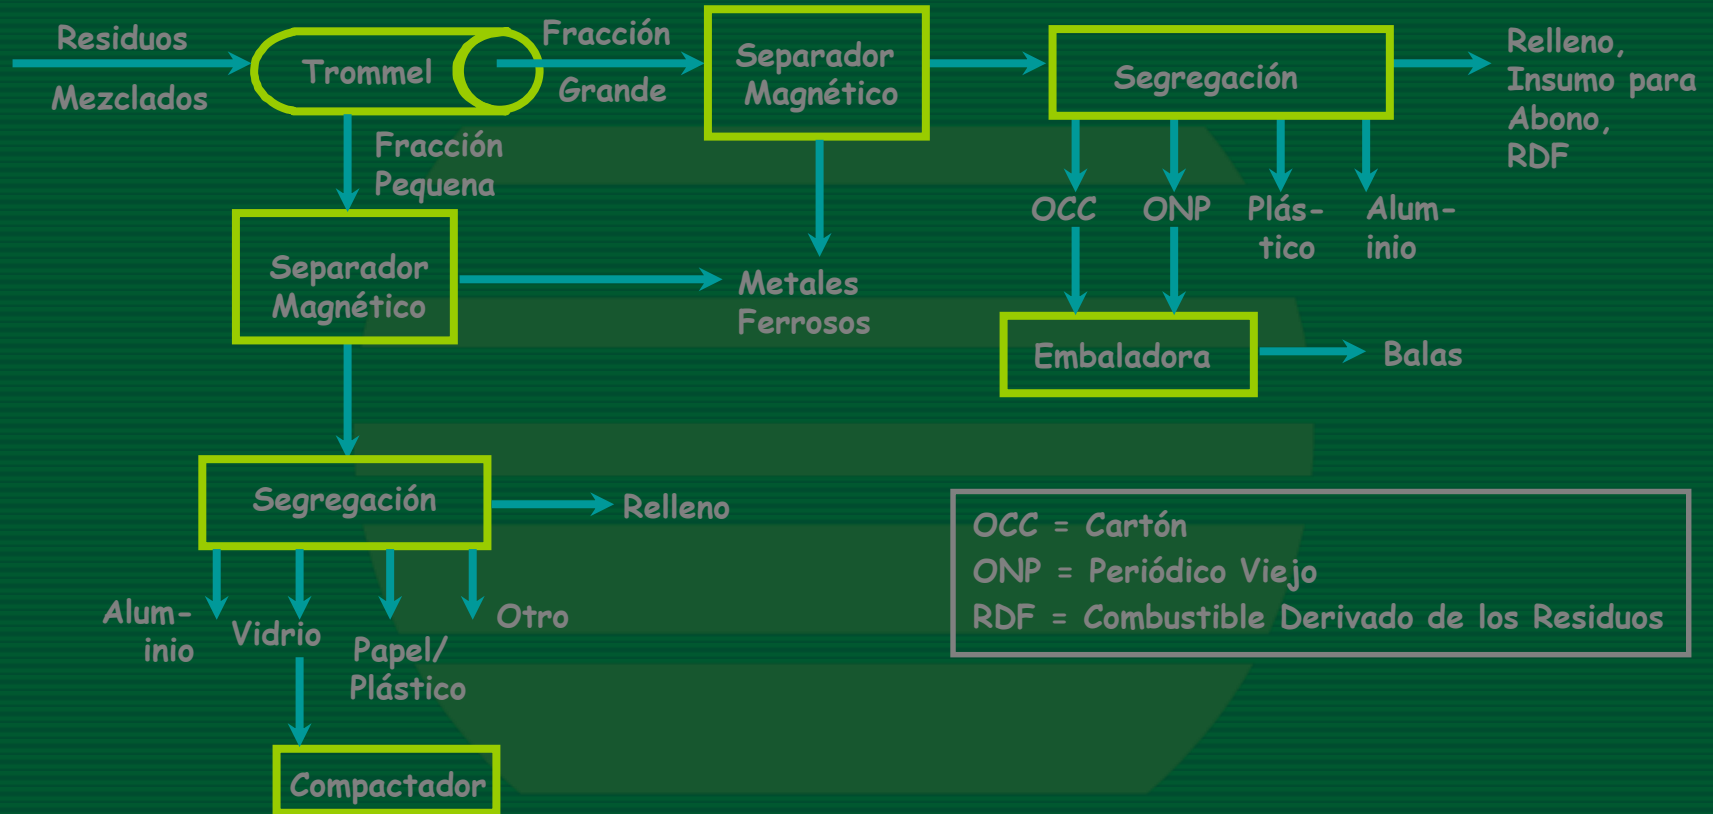 Residuos
Mezclados
Trommel
Fracción
Grande
Separador
Magnético
Segregación
Relleno,
Insumo para
Abono,
RDF
Fracción
Pequena
OCC
ONP
Plás-
tico
Alum-
inio
Separador
Magnético
Metales
Ferrosos
Embaladora
Balas
Segregación
Relleno
Alum-
inio
Vidrio
Papel/
Plástico
Otro
Compactador
OCC = Cartón
ONP = Periódico Viejo
RDF = Combustible Derivado de los Residuos